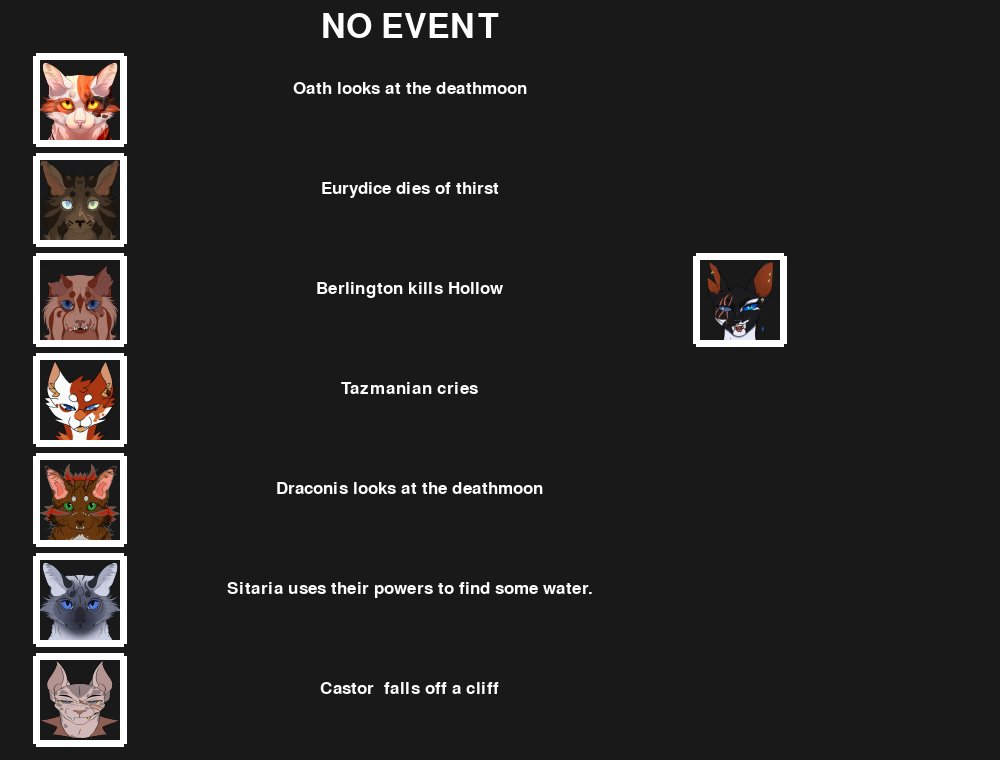 NO EVENT
Oath looks at the deathmoon
Eurydice dies of thirst
Berlington kills Hollow
Tazmanian cries
Draconis looks at the deathmoon
Sitaria uses their powers to find some water.
Castor  falls off a cliff